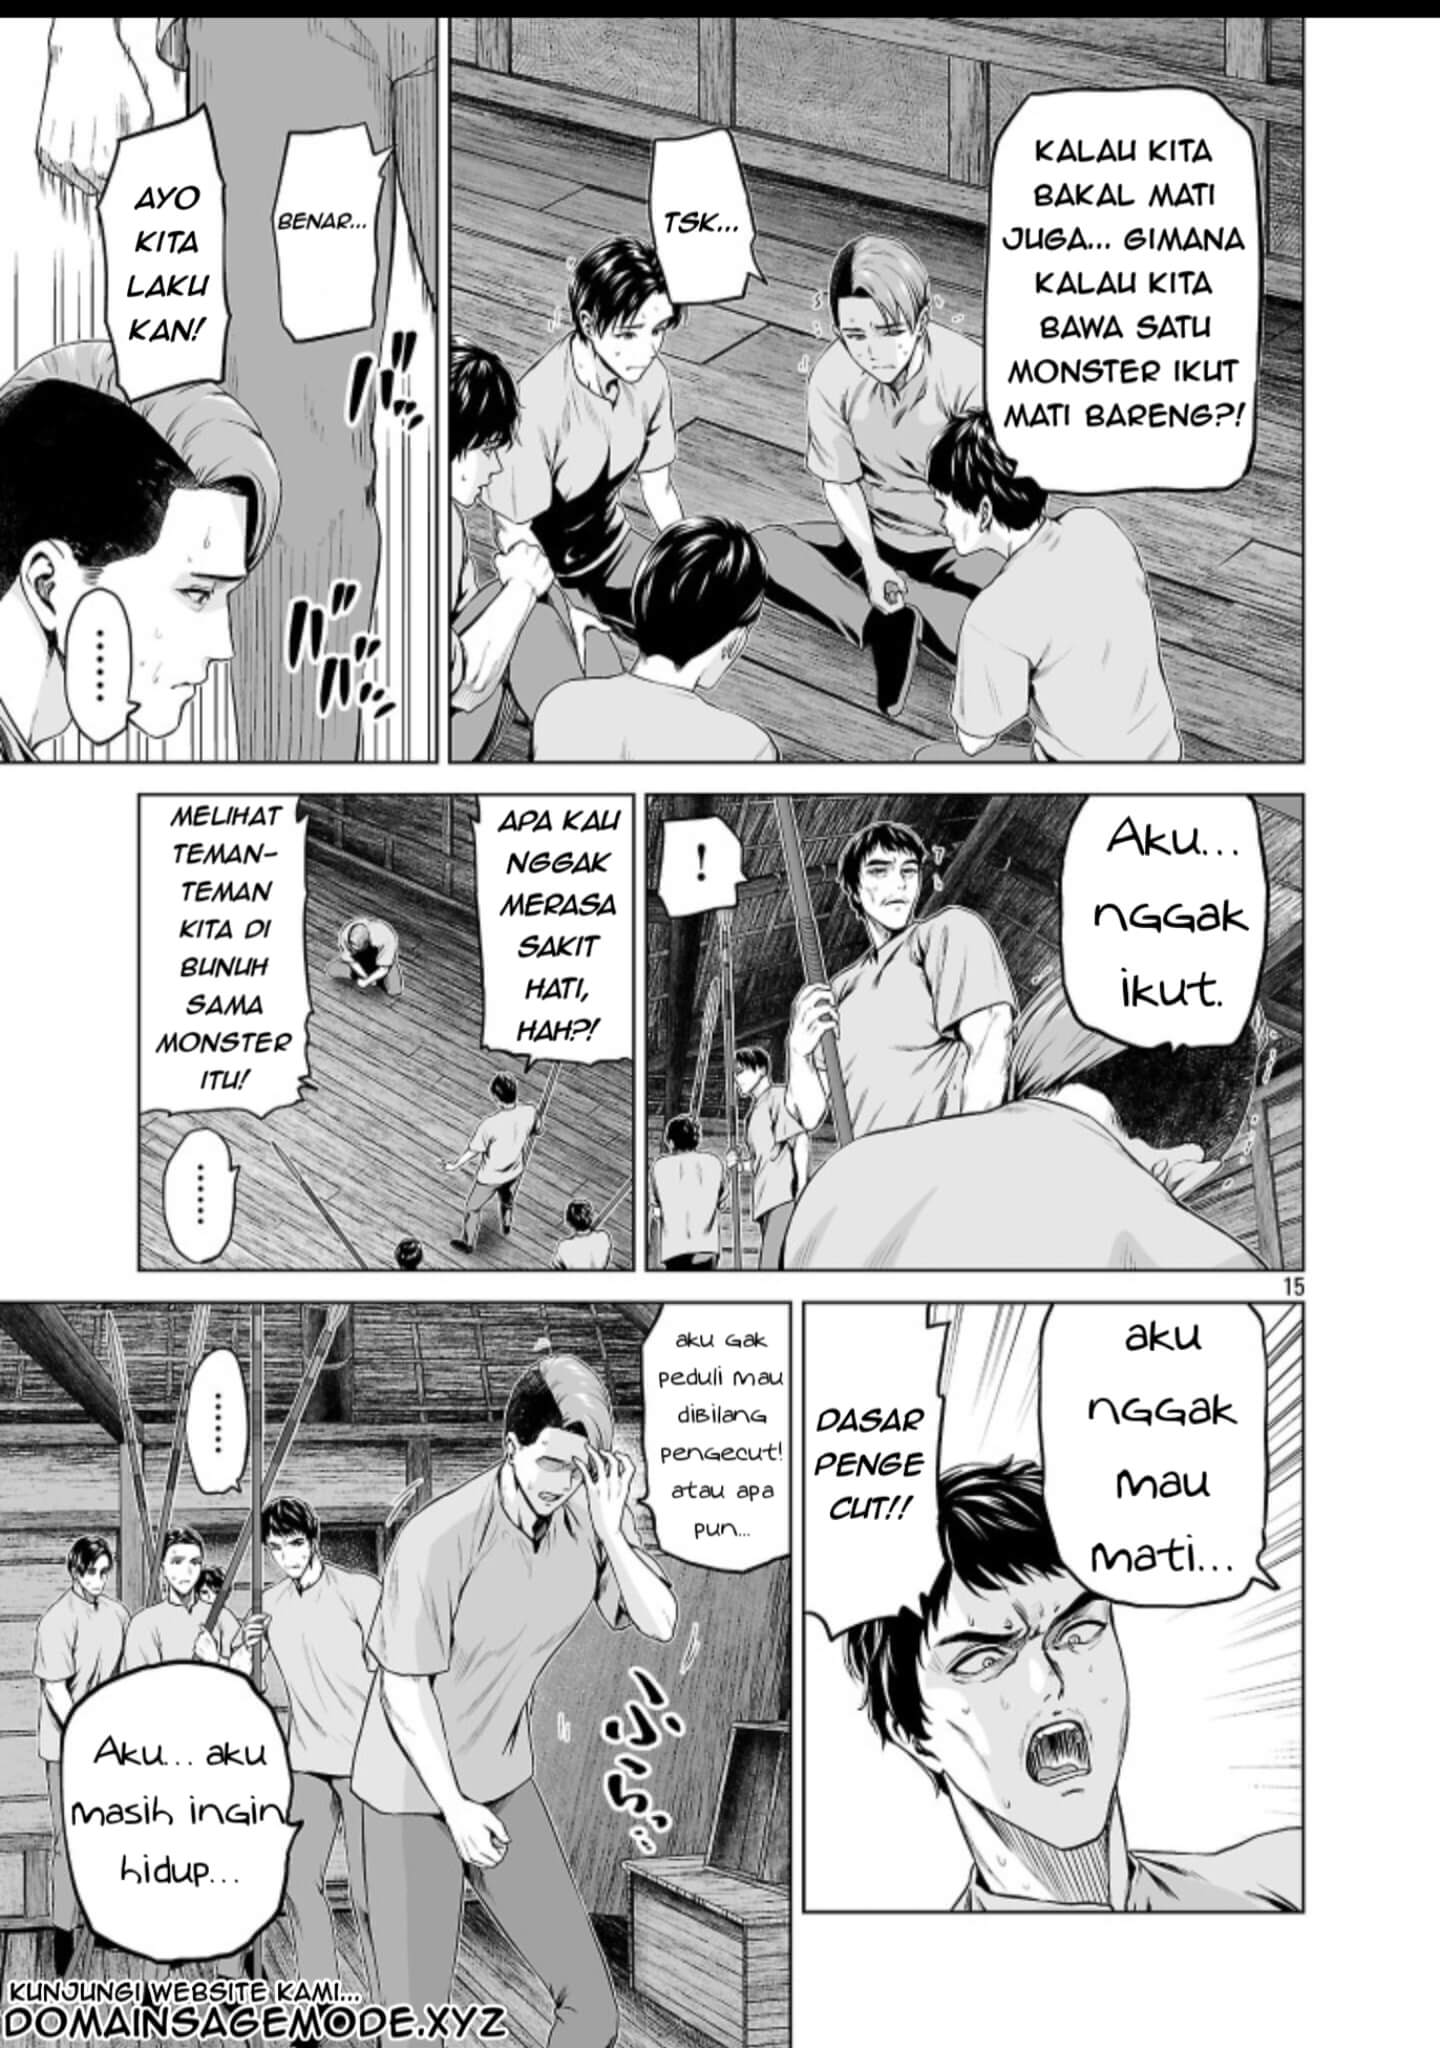 KALAU KITA
BAKAL MATI
JUGA... GIMANA
KALAU KITA
BAWA SATU
MONSTER IKUT
MATI BARENG?!
TSK...
BENAR...
AYO
KITA
LAKU
KAN!
......
Aku...
nggak
ikut.
!
APA KAU
NGGAK
MERASA
SAKIT
HATI,
HAH?!
MELIHAT
TEMAN-
TEMAN
KITA DI
BUNUH
SAMA
MONSTER
ITU!
......
15
aku
nggak
mau
mati...
DASAR
PENGE
CUT!!
aku gak
peduli mau
dibilang
pengecut!
atau apa
pun...
......
Aku... aku
masih ingin
hidup...
KUNJUNGI WEBSITE KAMI...
DOMAINSAGEMODE.XYZ